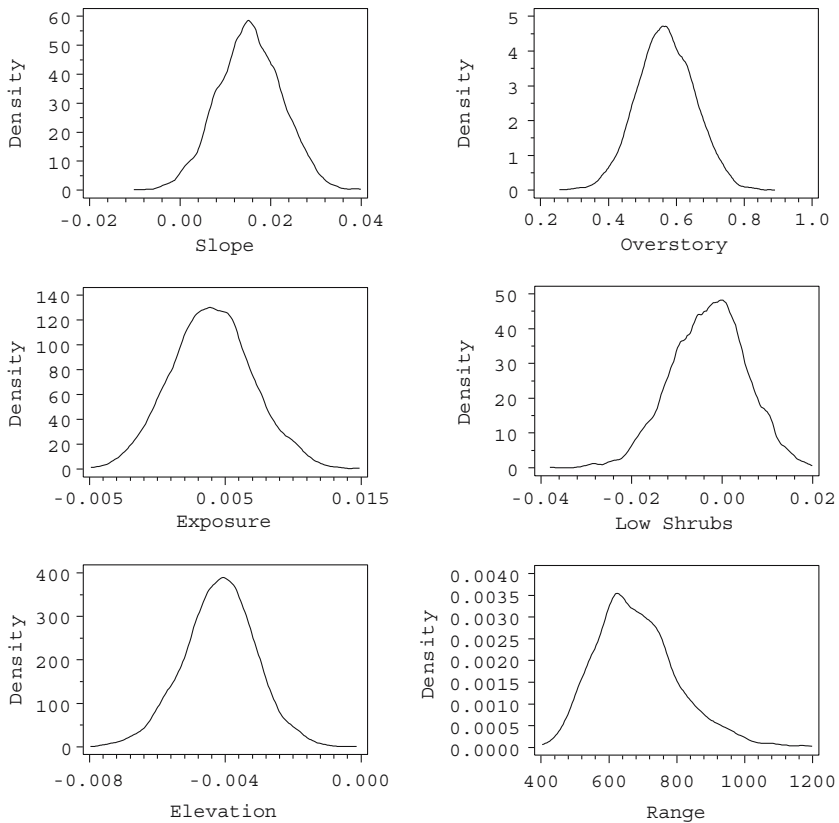 60
50
40
30
20
10
0
Density
-0.02 0.00 0.02 0.04
Slope
5
4
3
2
1
0
Density
0.2 0.4 0.6 0.8 1.0
Overstory
140
120
100
80
60
40
20
0
Density
-0.005 0.005 0.015
Exposure
50
40
30
20
10
0
Density
-0.04 -0.02 0.00 0.02
Low Shrubs
400
300
200
100
0
Density
-0.008 -0.004 0.000
Elevation
0.0040
0.0035
0.0030
0.0025
0.0020
0.0015
0.0010
0.0005
0.0000
Density
400 600 800 1000 1200
Range